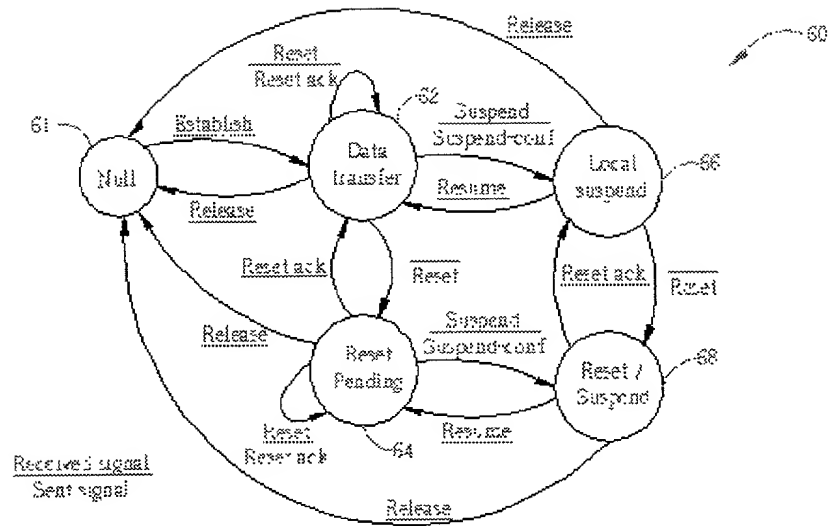 Release
60
Reset
Reset ack
62
61
Establish
Suspend
Suspend-conf
Null
Data
transfer
Local
suspend
66
Resume
Release
Reset ack
Reset
Reset ack
Reset
Release
Suspend
Suspend-conf
Reset
Pending
Reset /
Suspend
68
Reset
Reset ack
Resume
64
Received signal
Sent signal
Release